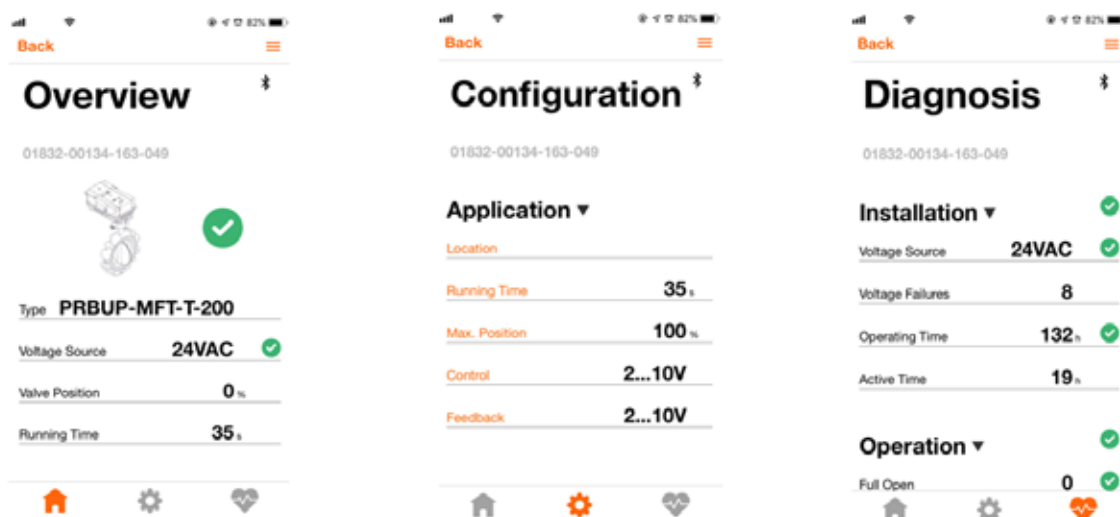 82%
Back
Overview
01832-00134-163-049
Type PRBUP-MFT-T-200
Voltage Source 24VAC
Valve Position 0 %
Running Time 35 s
82%
Back
Configuration
01832-00134-163-049
Application ▼
Location
Running Time 35 s
Max. Position 100 %
Control 2...10V
Feedback 2...10V
82%
Back
Diagnosis
01832-00134-163-049
Installation ▼
Voltage Source 24VAC
Voltage Failures 8
Operating Time 132 h
Active Time 19 h
Operation ▼
Full Open 0